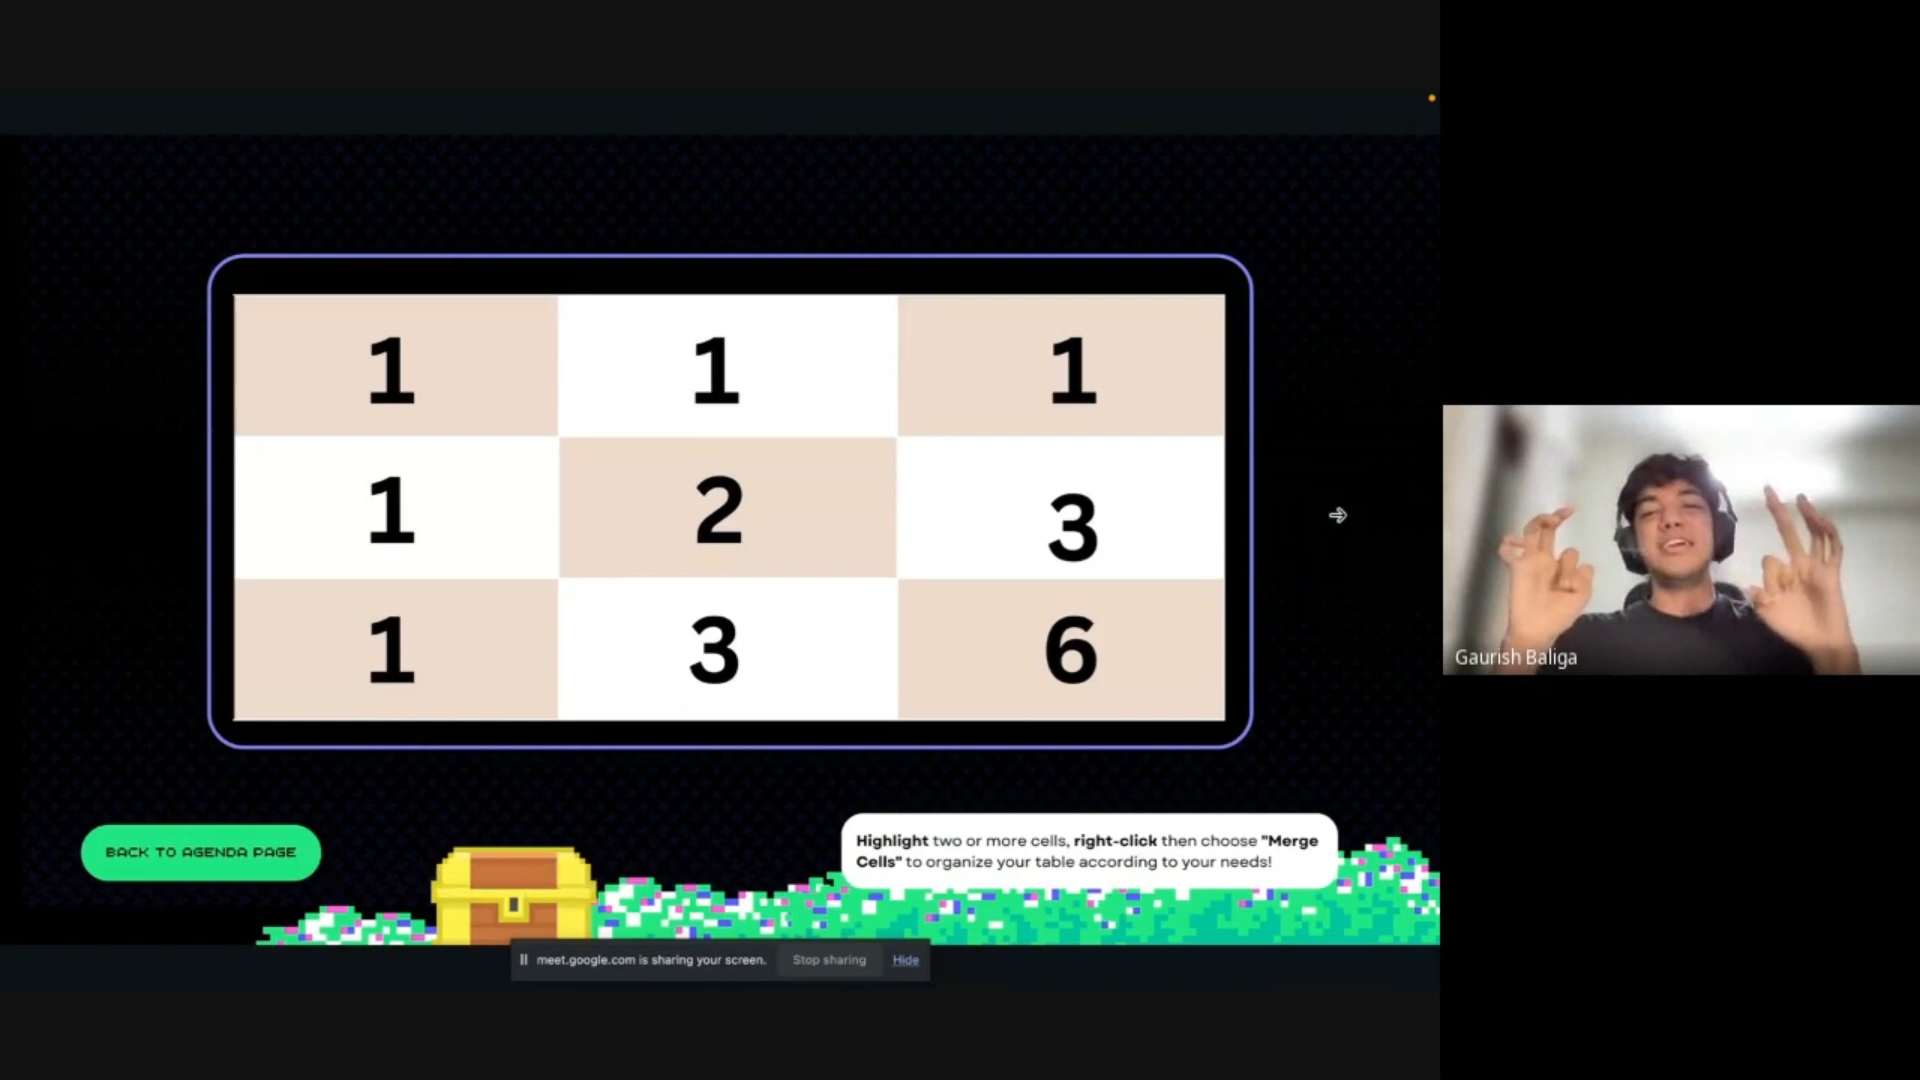 1 1 1
1 2 3
1 3 6
Gaurish Baliga
Highlight two or more cells, right-click then choose "Merge
Cells" to organize your table according to your needs!
BACK TO AGENDA PAGE
meet.google.com is sharing your screen. Stop sharing Hide